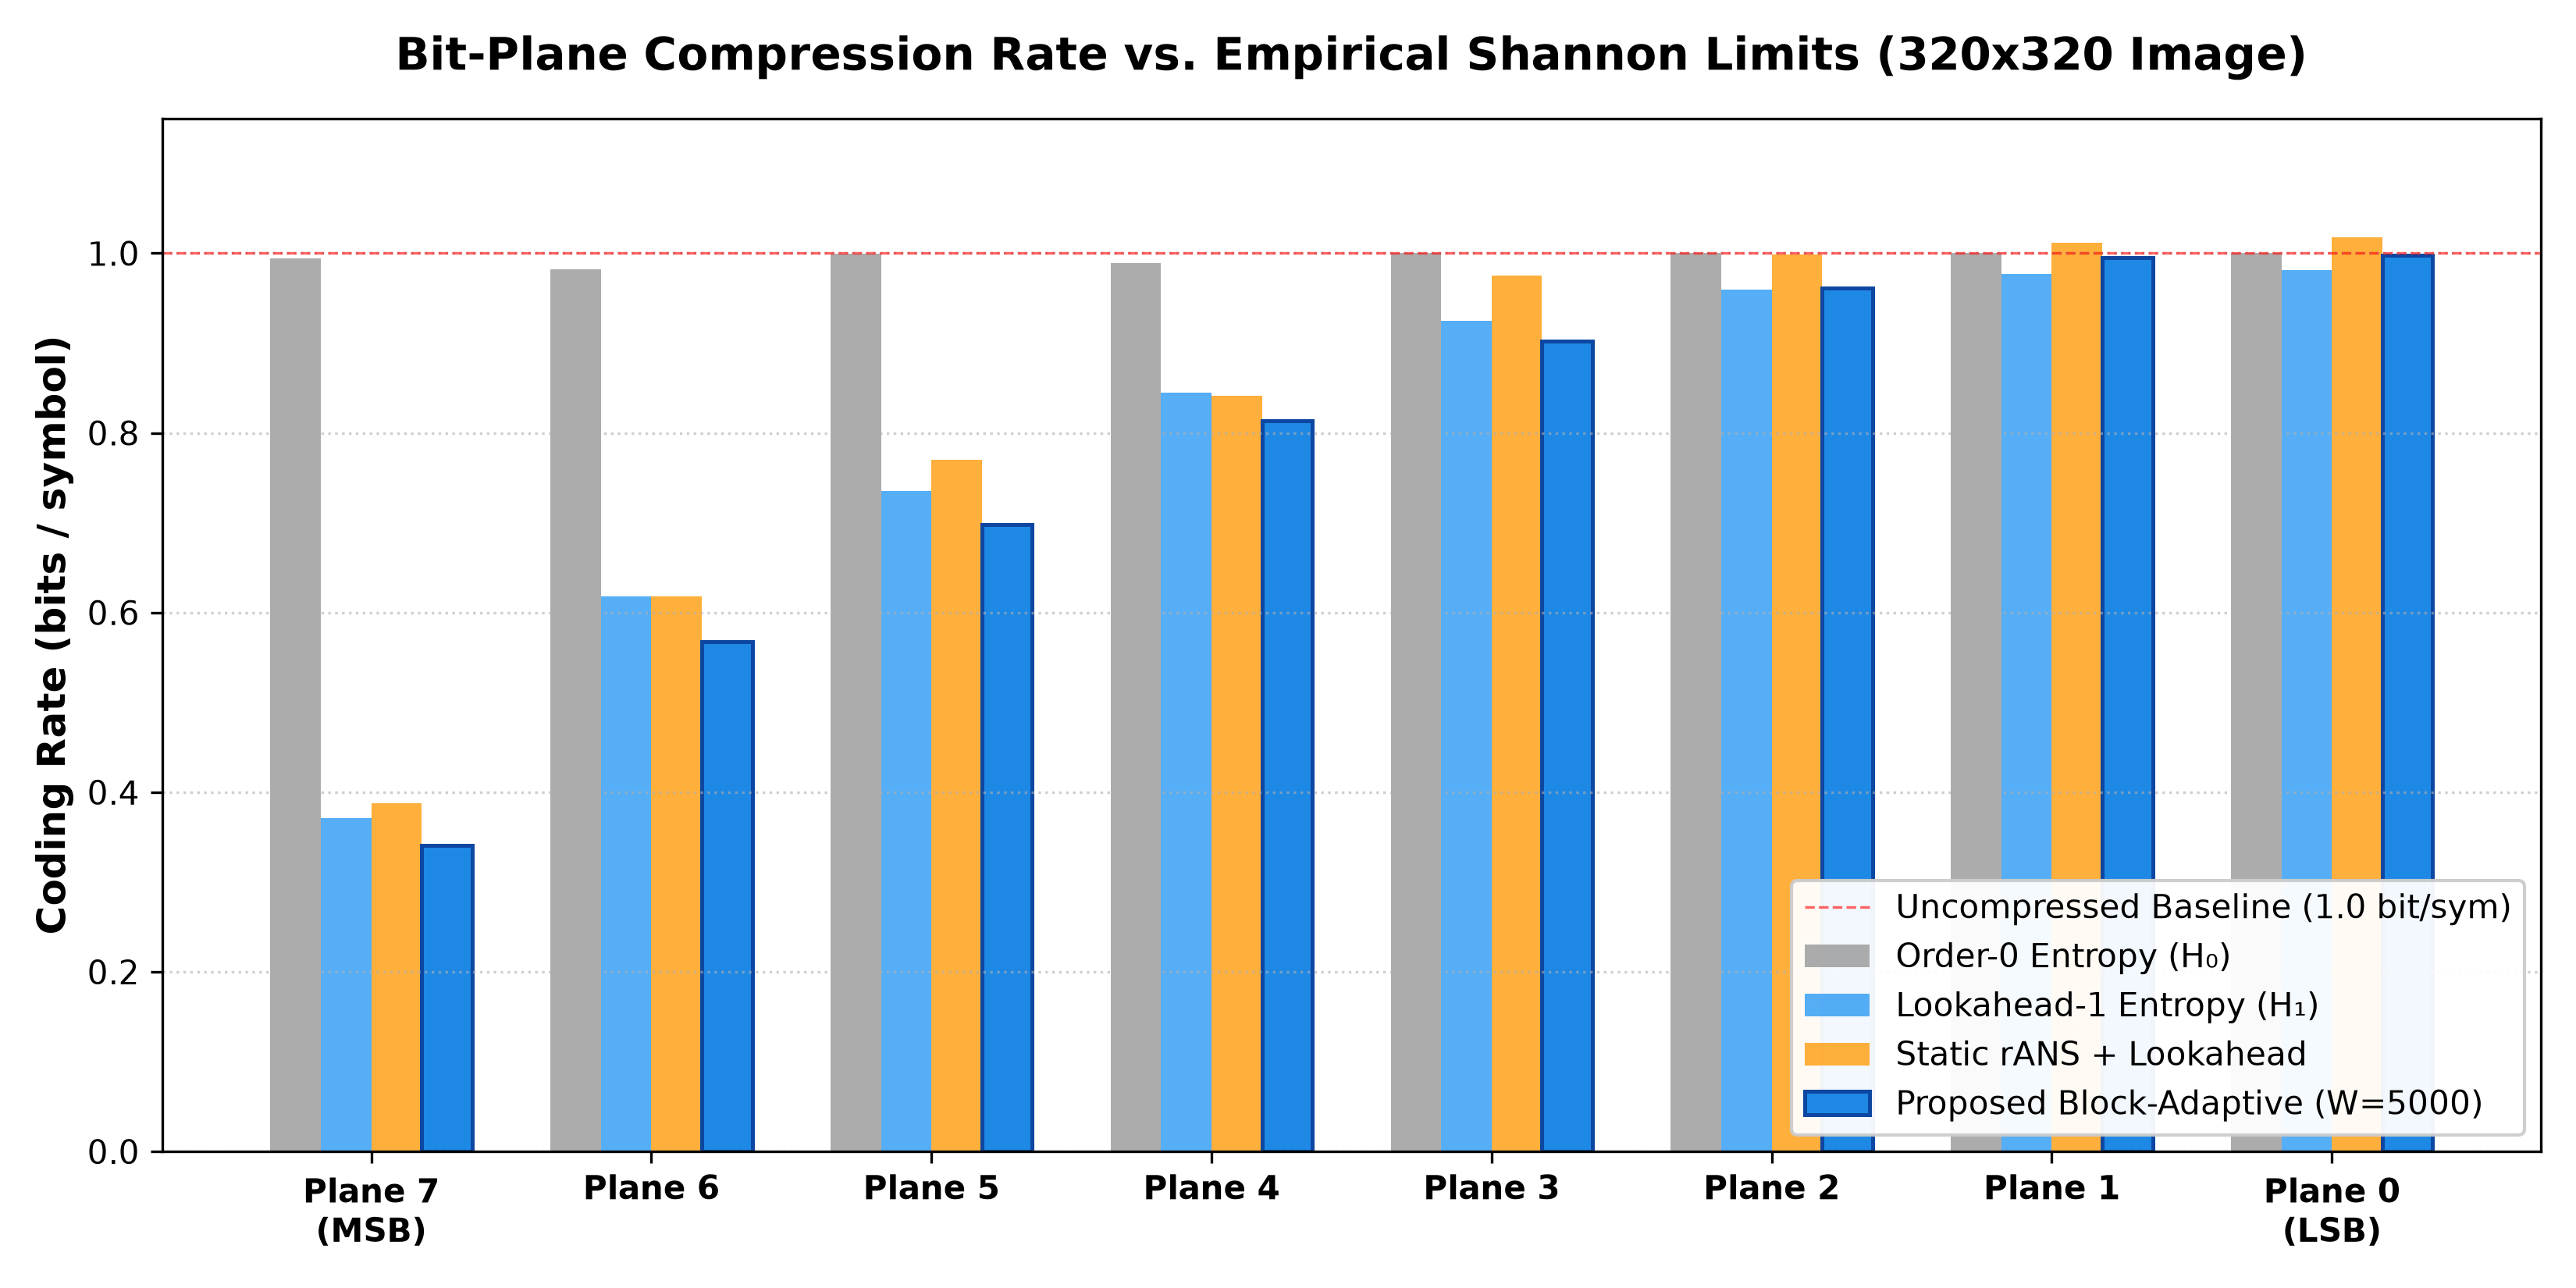 Bit-Plane Compression Rate vs. Empirical Shannon Limits (320x320 Image)
Coding Rate (bits / symbol)
1.0
0.8
0.6
0.4
0.2
0.0
Plane 7
(MSB)
Plane 6
Plane 5
Plane 4
Plane 3
Plane 2
Plane 1
Plane 0
(LSB)
Uncompressed Baseline (1.0 bit/sym)
Order-0 Entropy (H₀)
Lookahead-1 Entropy (H₁)
Static rANS + Lookahead
Proposed Block-Adaptive (W=5000)